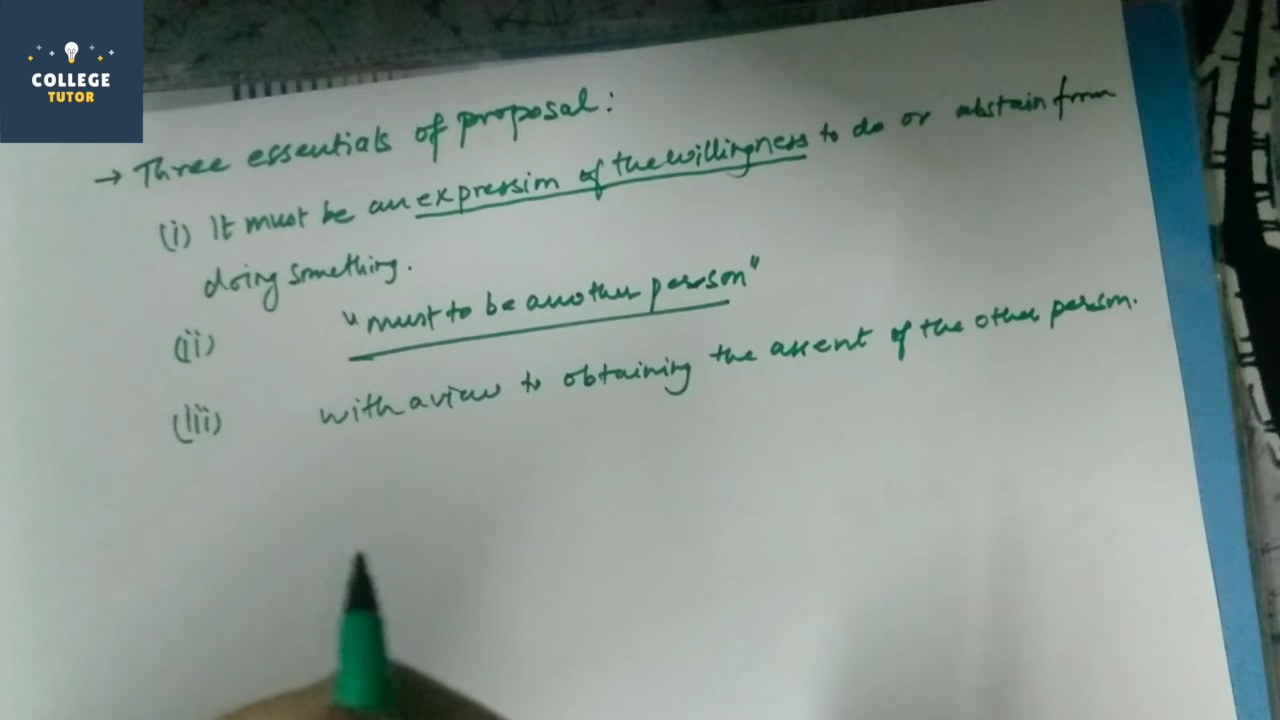 COLLEGE
TUTOR
→ Three essentials of proposal:
(i) It must be an expression of the willingness to do or abstain from
doing something.
(ii) "must to be another person"
(iii) with a view to obtaining the assent of the other person.